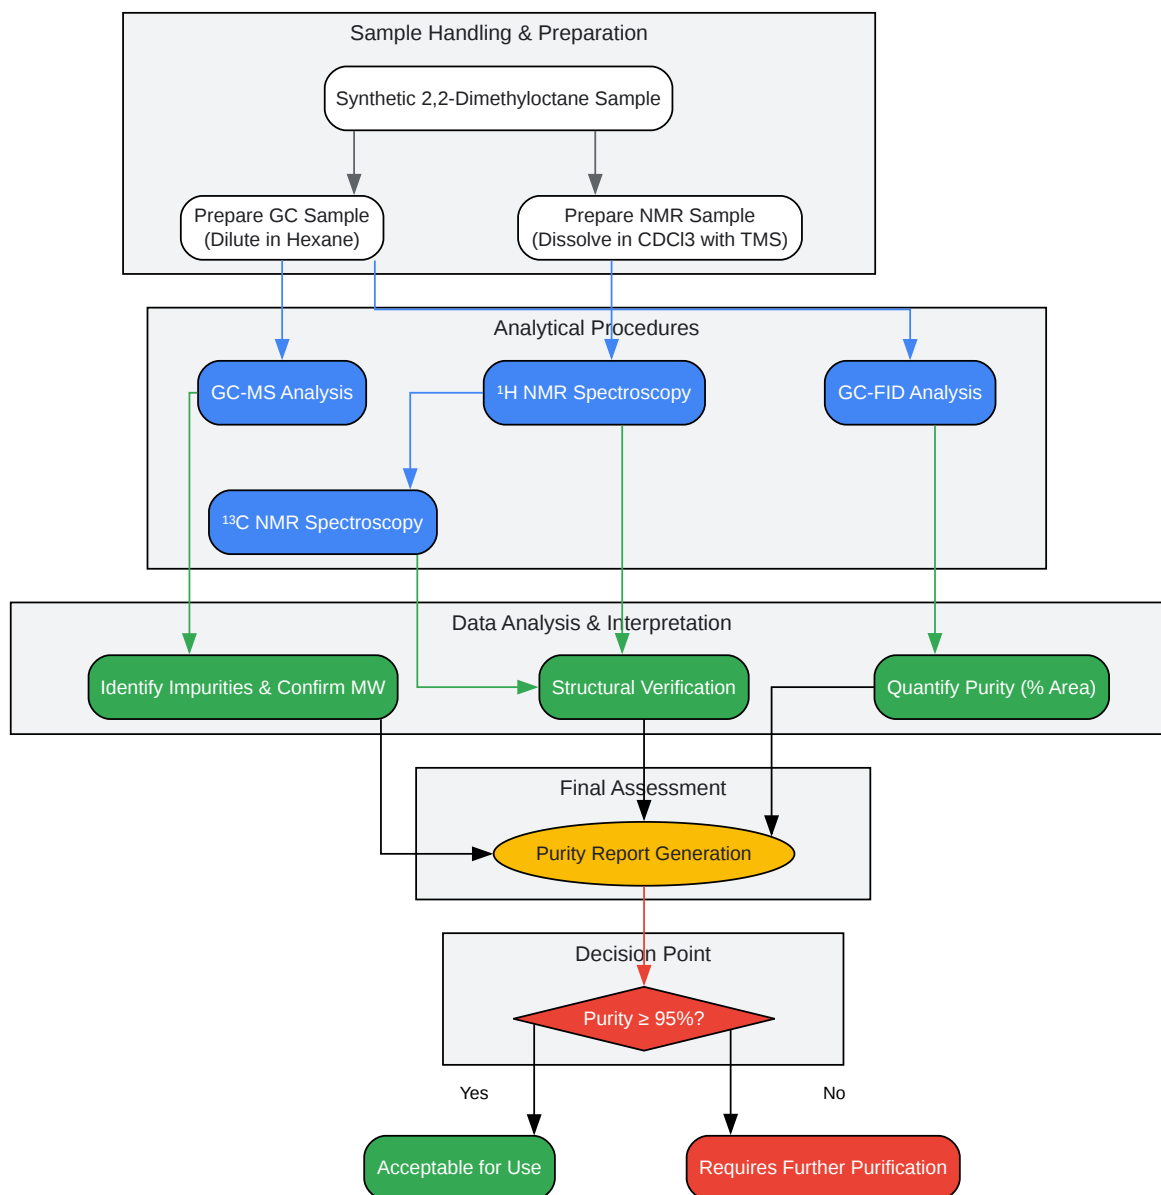 Sample Handling & Preparation
Synthetic 2,2-Dimethyloctane Sample
Prepare GC Sample
(Dilute in Hexane)
Prepare NMR Sample
(Dissolve in CDCl3 with TMS)
Analytical Procedures
GC-MS Analysis
¹H NMR Spectroscopy
GC-FID Analysis
¹³C NMR Spectroscopy
Data Analysis & Interpretation
Identify Impurities & Confirm MW
Structural Verification
Quantify Purity (% Area)
Final Assessment
Purity Report Generation
Decision Point
Purity ≥ 95%?
Yes
No
Acceptable for Use
Requires Further Purification